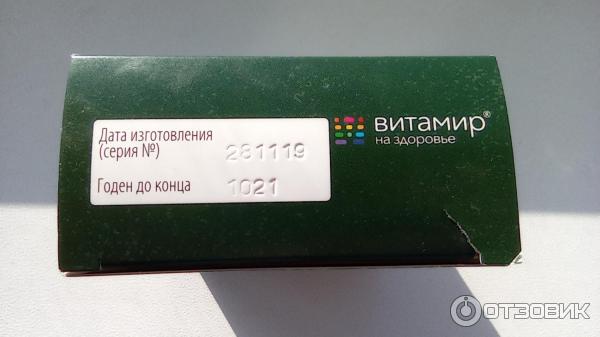 Дата изготовления
(серия №) 281119
Годен до конца 1021
ВИТАМИР®
на здоровье
ОТЗОВИК